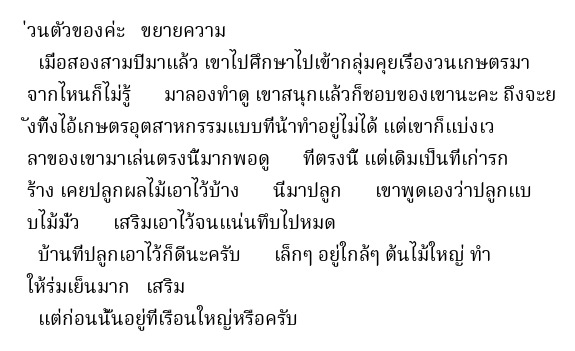 ่วนตัวของค่ะ ขยายความ
เมื่อสองสามปีมาแล้ว เขาไปศึกษาไปเข้ากลุ่มคุยเรื่องวนเกษตรมา
จากไหนก็ไม่รู้ มาลองทำดู เขาสนุกแล้วก็ชอบของเขานะคะ ถึงจะย
ังทิ้งไอ้เกษตรอุตสาหกรรมแบบที่น้าทำอยู่ไม่ได้ แต่เขาก็แบ่งเว
ลาของเขามาเล่นตรงนี้มากพอดู ที่ตรงนี้ แต่เดิมเป็นที่เก่ารก
ร้าง เคยปลูกผลไม้เอาไว้บ้าง นี่มาปลูก เขาพูดเองว่าปลูกแบ
บไม้มั่ว เสริมเอาไว้จนแน่นทึบไปหมด
บ้านที่ปลูกเอาไว้ก็ดีนะครับ เล็กๆ อยู่ใกล้ๆ ต้นไม้ใหญ่ ทำ
ให้ร่มเย็นมาก เสริม
แต่ก่อนนั้นอยู่ที่เรือนใหญ่หรือครับ